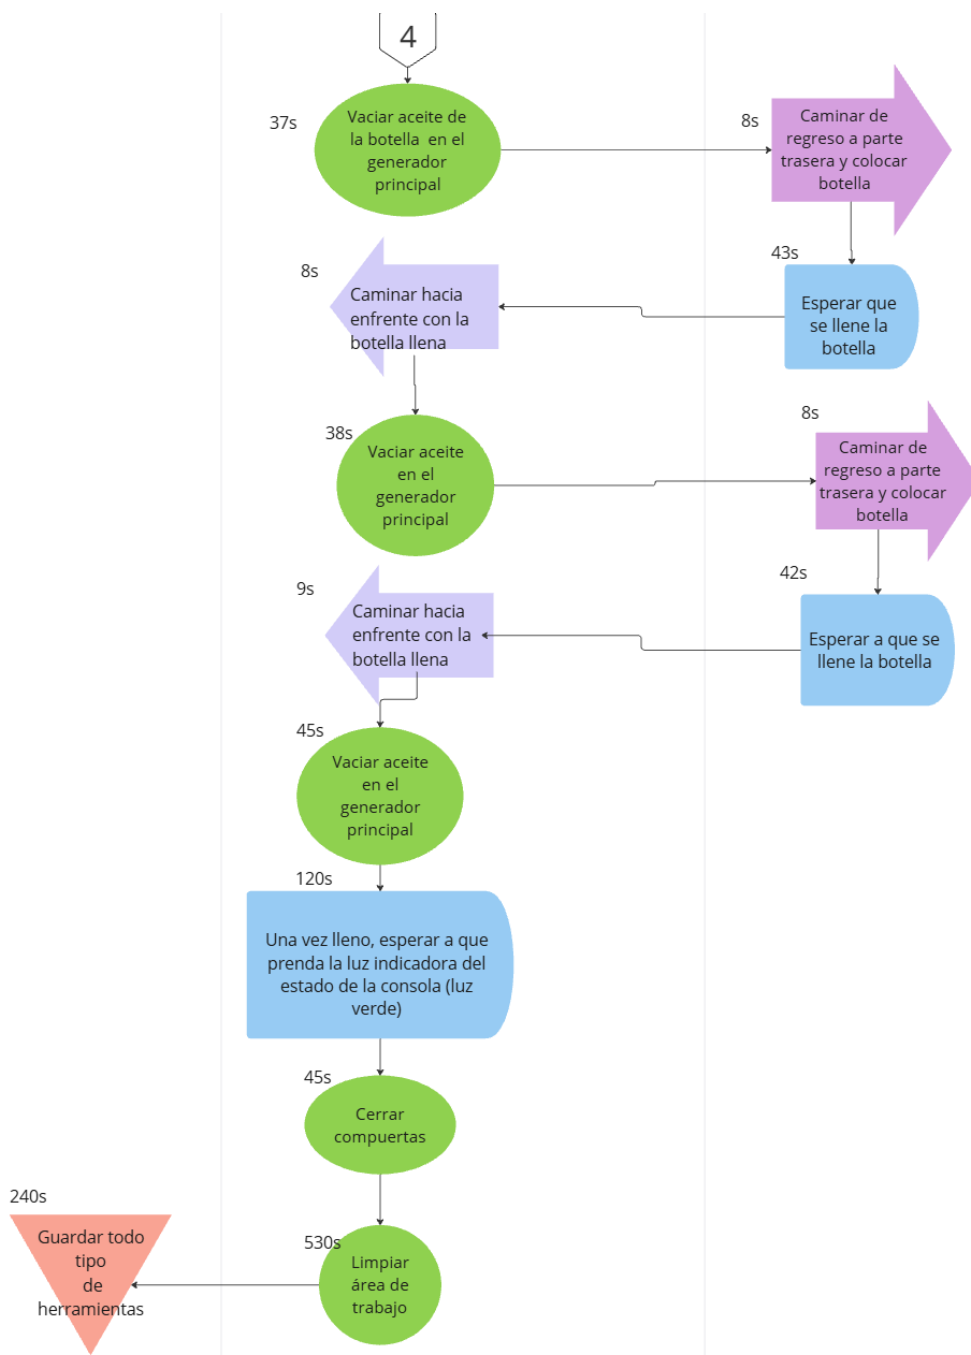 4
37s
Vaciar aceite de
la botella en el
generador
principal
8s
Caminar de
regreso a parte
trasera y colocar
botella
43s
Esperar que
se llene la
botella
8s
Caminar hacia
enfrente con la
botella llena
38s
Vaciar aceite
en el
generador
principal
8s
Caminar de
regreso a parte
trasera y colocar
botella
42s
Esperar a que se
llene la botella
9s
Caminar hacia
enfrente con la
botella llena
45s
Vaciar aceite
en el
generador
principal
120s
Una vez lleno, esperar a que
prenda la luz indicadora del
estado de la consola (luz
verde)
45s
Cerrar
compuertas
530s
Limpiar
área de
trabajo
240s
Guardar todo
tipo
de
herramientas